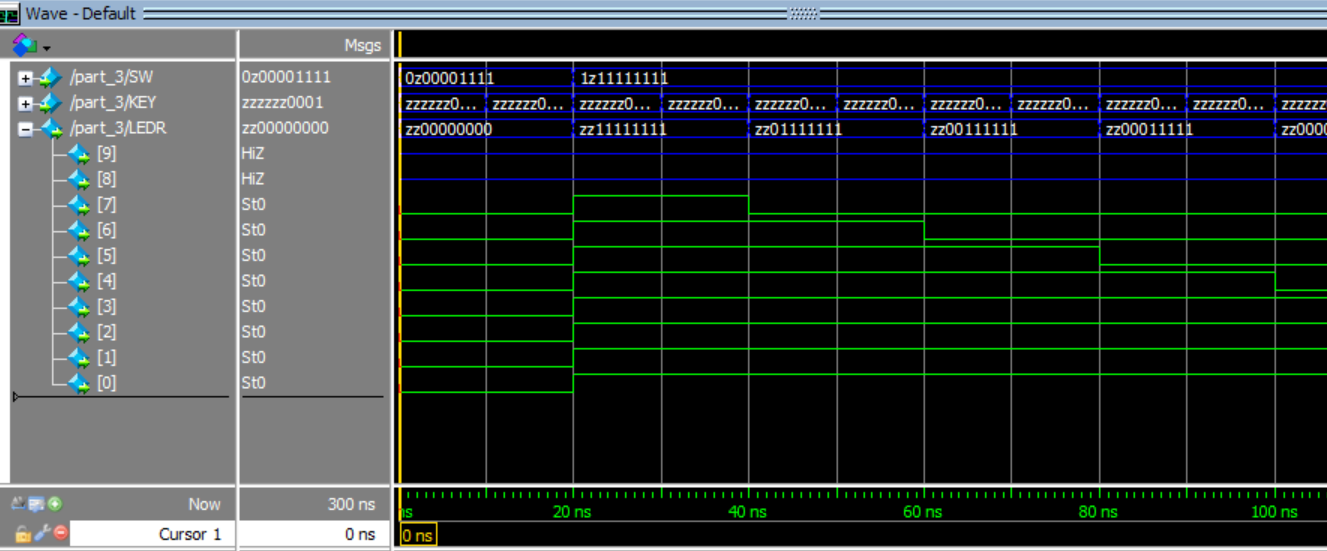 Wave - Default
Msgs
/part_3/SW 0z00001111 0z00001111 1z11111111
/part_3/KEY zzzzzz0001 zzzzzz0... zzzzzz0... zzzzzz0... zzzzzz0... zzzzzz0... zzzzzz0... zzzzzz0... zzzzzz0... zzzzzz0... zzzzzz0... zzzzzz
/part_3/LEDR zz00000000 zz00000000 zz11111111 zz01111111 zz00111111 zz00011111 zz0000
[9] HiZ
[8] HiZ
[7] St0
[6] St0
[5] St0
[4] St0
[3] St0
[2] St0
[1] St0
[0] St0
Now 300 ns ns 20 ns 40 ns 60 ns 80 ns 100 ns
Cursor 1 0 ns 0 ns